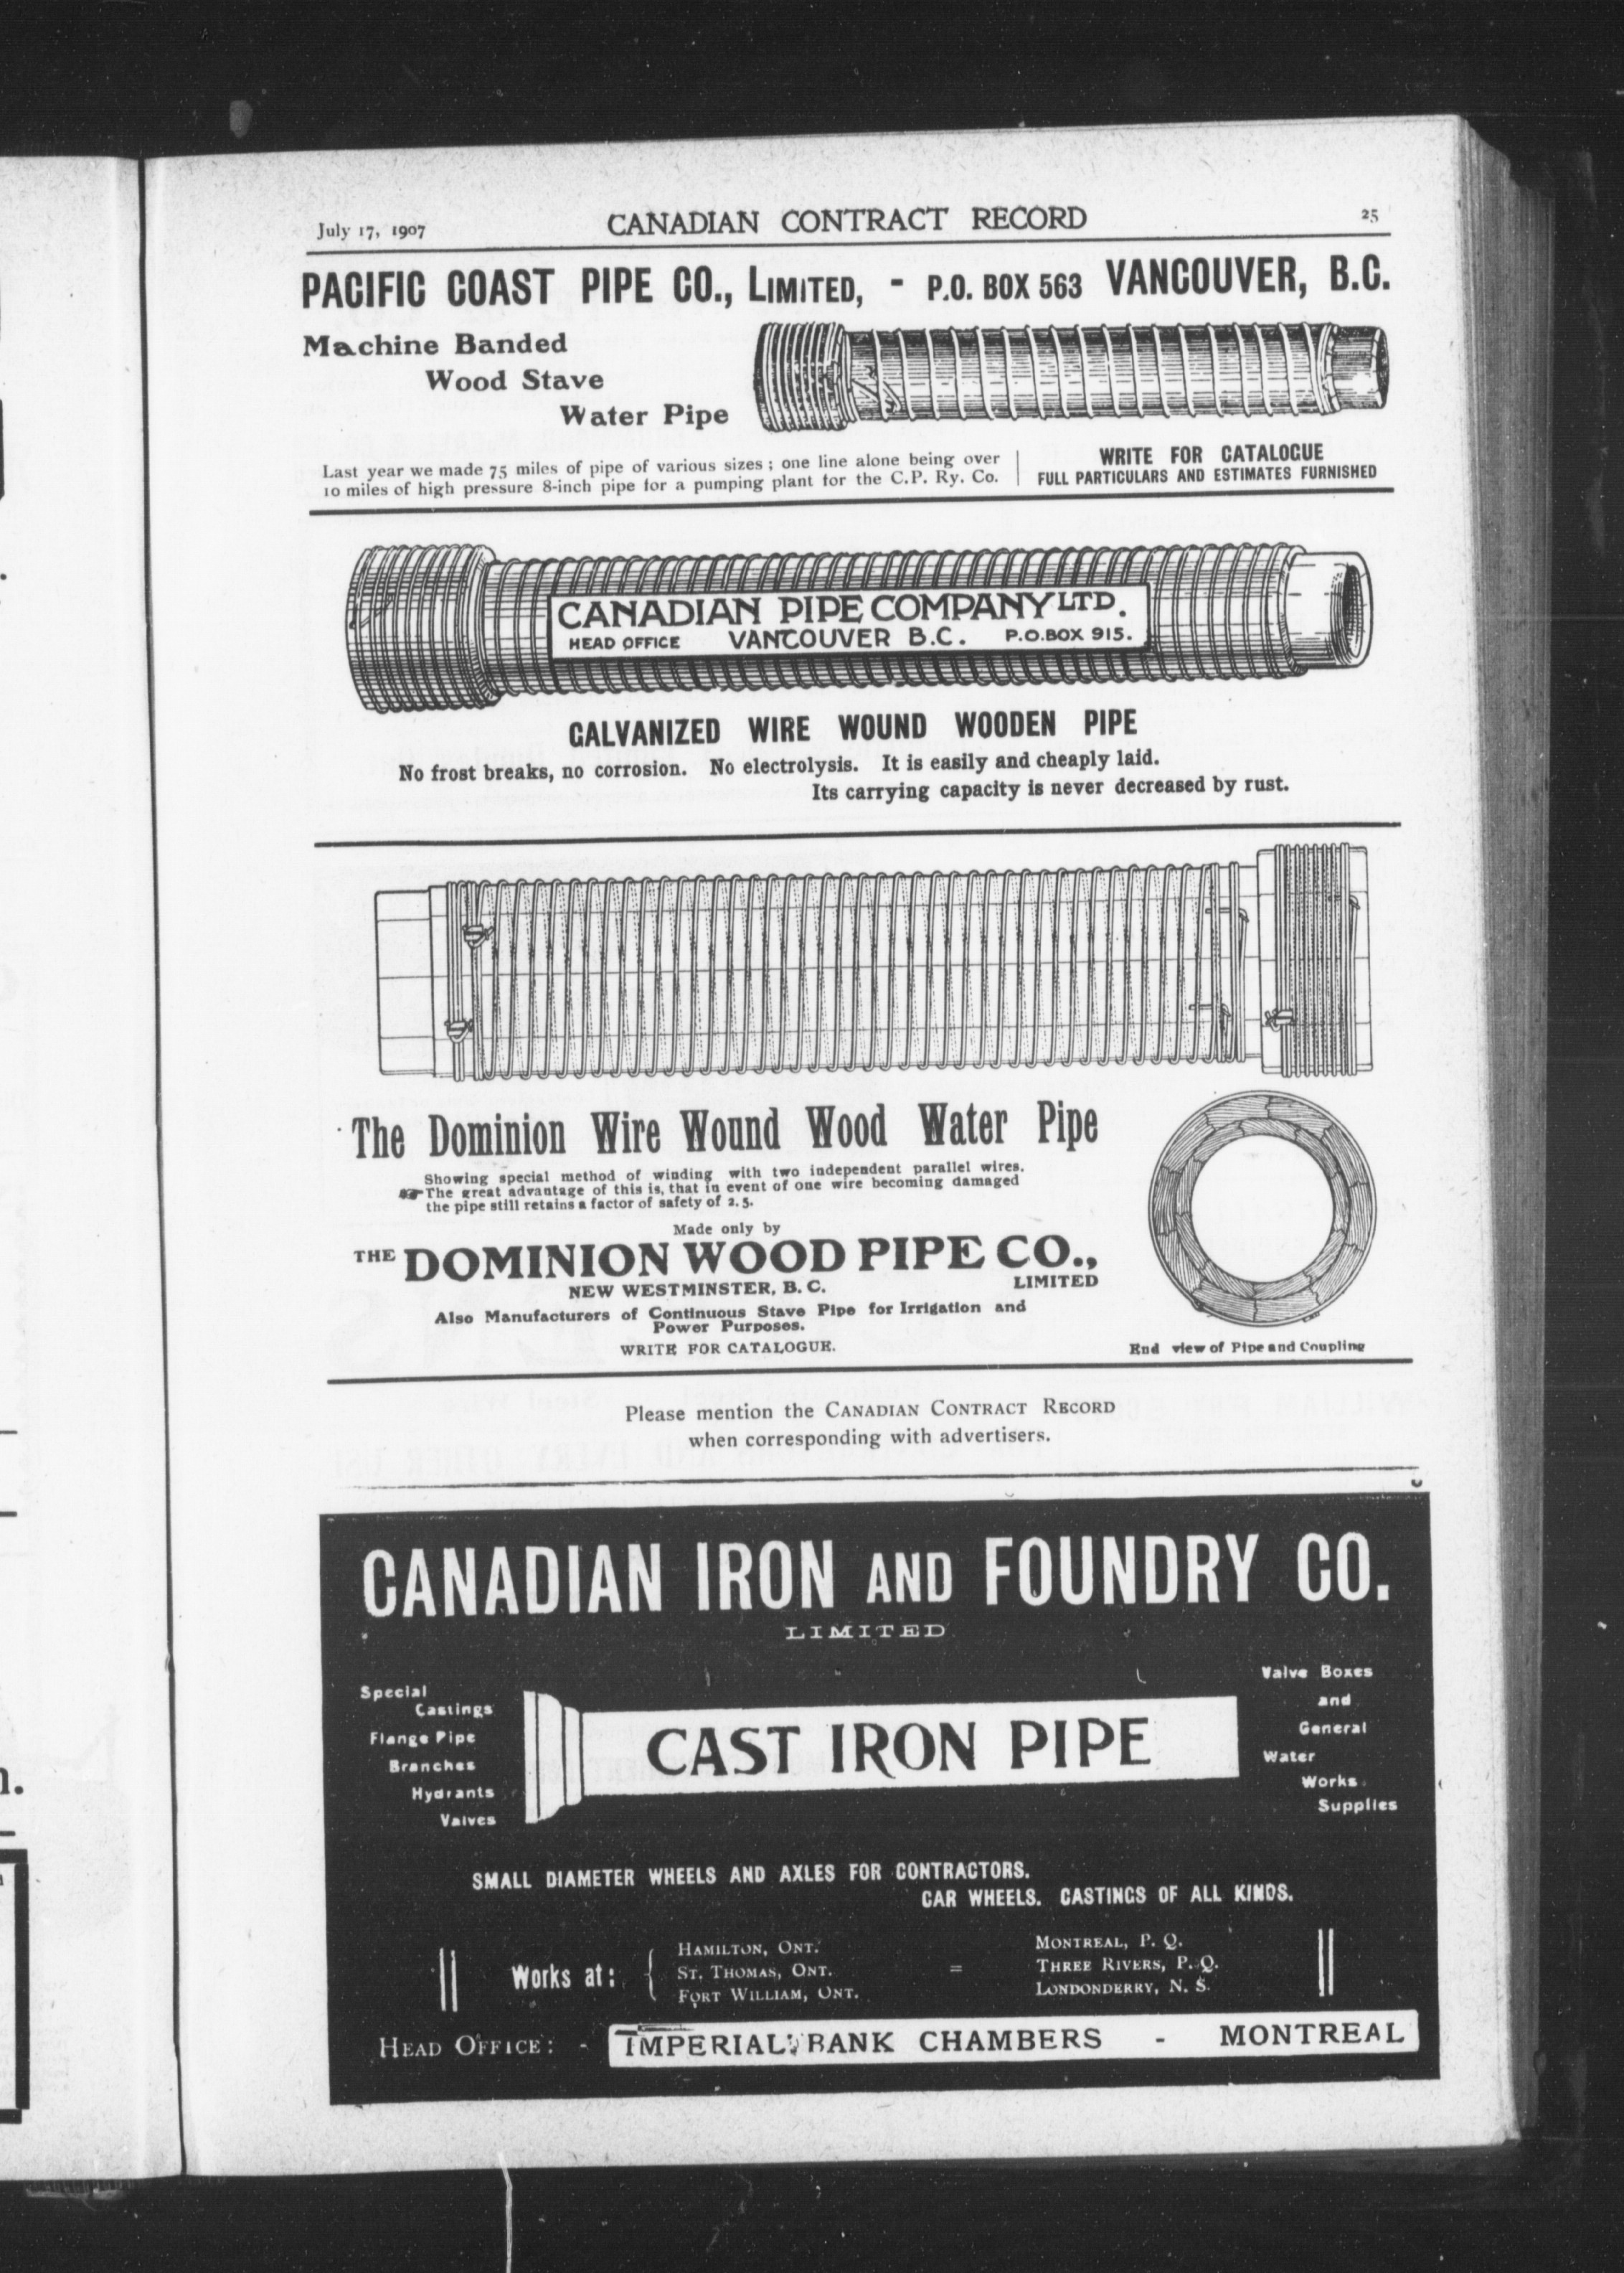 July 17, 1907 CANADIAN CONTRACT RECORD 25
PACIFIC COAST PIPE CO., LIMITED, - P.O. BOX 563 VANCOUVER, B.C.
Machine Banded
Wood Stave
Water Pipe
Last year we made 75 miles of pipe of various sizes ; one line alone being over
10 miles of high pressure 8-inch pipe for a pumping plant for the C.P. Ry. Co.
WRITE FOR CATALOGUE
FULL PARTICULARS AND ESTIMATES FURNISHED
CANADIAN PIPE COMPANY LTD.
HEAD OFFICE VANCOUVER B.C. P.O.BOX 915.
GALVANIZED WIRE WOUND WOODEN PIPE
No frost breaks, no corrosion. No electrolysis. It is easily and cheaply laid.
Its carrying capacity is never decreased by rust.
The Dominion Wire Wound Wood Water Pipe
Showing special method of winding with two independent parallel wires.
☞The great advantage of this is, that in event of one wire becoming damaged
the pipe still retains a factor of safety of 2.5.
Made only by
THE DOMINION WOOD PIPE CO.,
NEW WESTMINSTER, B. C. LIMITED
Also Manufacturers of Continuous Stave Pipe for Irrigation and
Power Purposes.
WRITE FOR CATALOGUE.
End view of Pipe and Coupling
Please mention the CANADIAN CONTRACT RECORD
when corresponding with advertisers.
CANADIAN IRON AND FOUNDRY CO.
LIMITED
Special
Castings
Flange Pipe
Branches
Hydrants
Valves
CAST IRON PIPE
Valve Boxes
and
General
Water
Works
Supplies
SMALL DIAMETER WHEELS AND AXLES FOR CONTRACTORS.
CAR WHEELS. CASTINGS OF ALL KINDS.
Works at:
HAMILTON, ONT.
ST. THOMAS, ONT.
FORT WILLIAM, ONT.
=
MONTREAL, P. Q.
THREE RIVERS, P. Q.
LONDONDERRY, N. S.
HEAD OFFICE: - IMPERIAL BANK CHAMBERS - MONTREAL